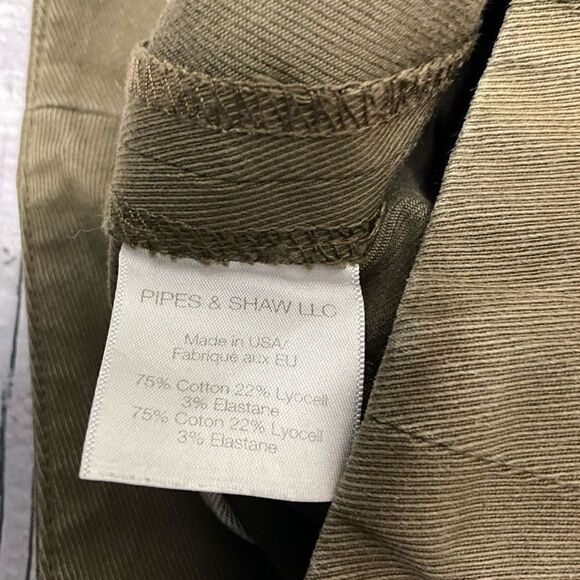 PIPES & SHAW LLC
Made in USA/
Fabriqué aux EU
75% Cotton 22% Lyocell
3% Elastane
75% Coton 22% Lyocell
3% Elastane